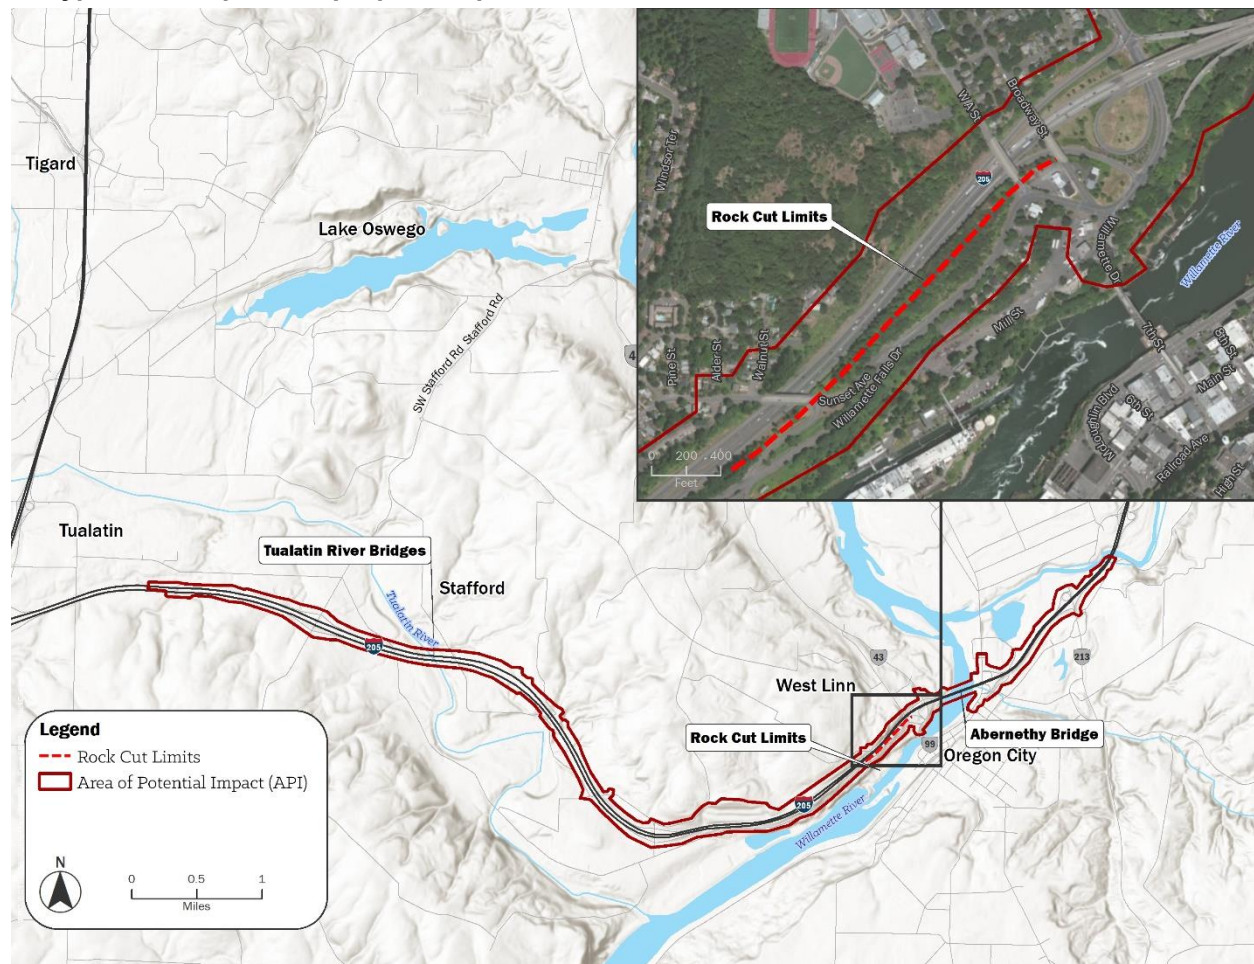 Tigard
Lake Oswego
SW Stafford Rd
Stafford Rd
4
Tualatin
Tualatin River Bridges
Stafford
Tualatin River
205
West Linn
43
213
Rock Cut Limits
Abernethy Bridge
99
Oregon City
205
Willamette River
Windsor Ter
W A St
Broadway St
205
Rock Cut Limits
Willamette Dr
Willamette River
Pine St
Alder St
Walnut St
Mill St
Sunset Ave
Willamette Falls Dr
7th St
8th St
Main St
6th St
McLoughlin Blvd
Railroad Ave
High St
0 200 400
Feet
Legend
Rock Cut Limits
Area of Potential Impact (API)
N
0 0.5 1
Miles